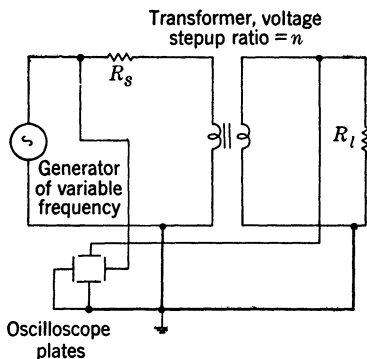 Transformer, voltage
stepup ratio = n
R_s
R_l
Generator
of variable
frequency
Oscilloscope
plates